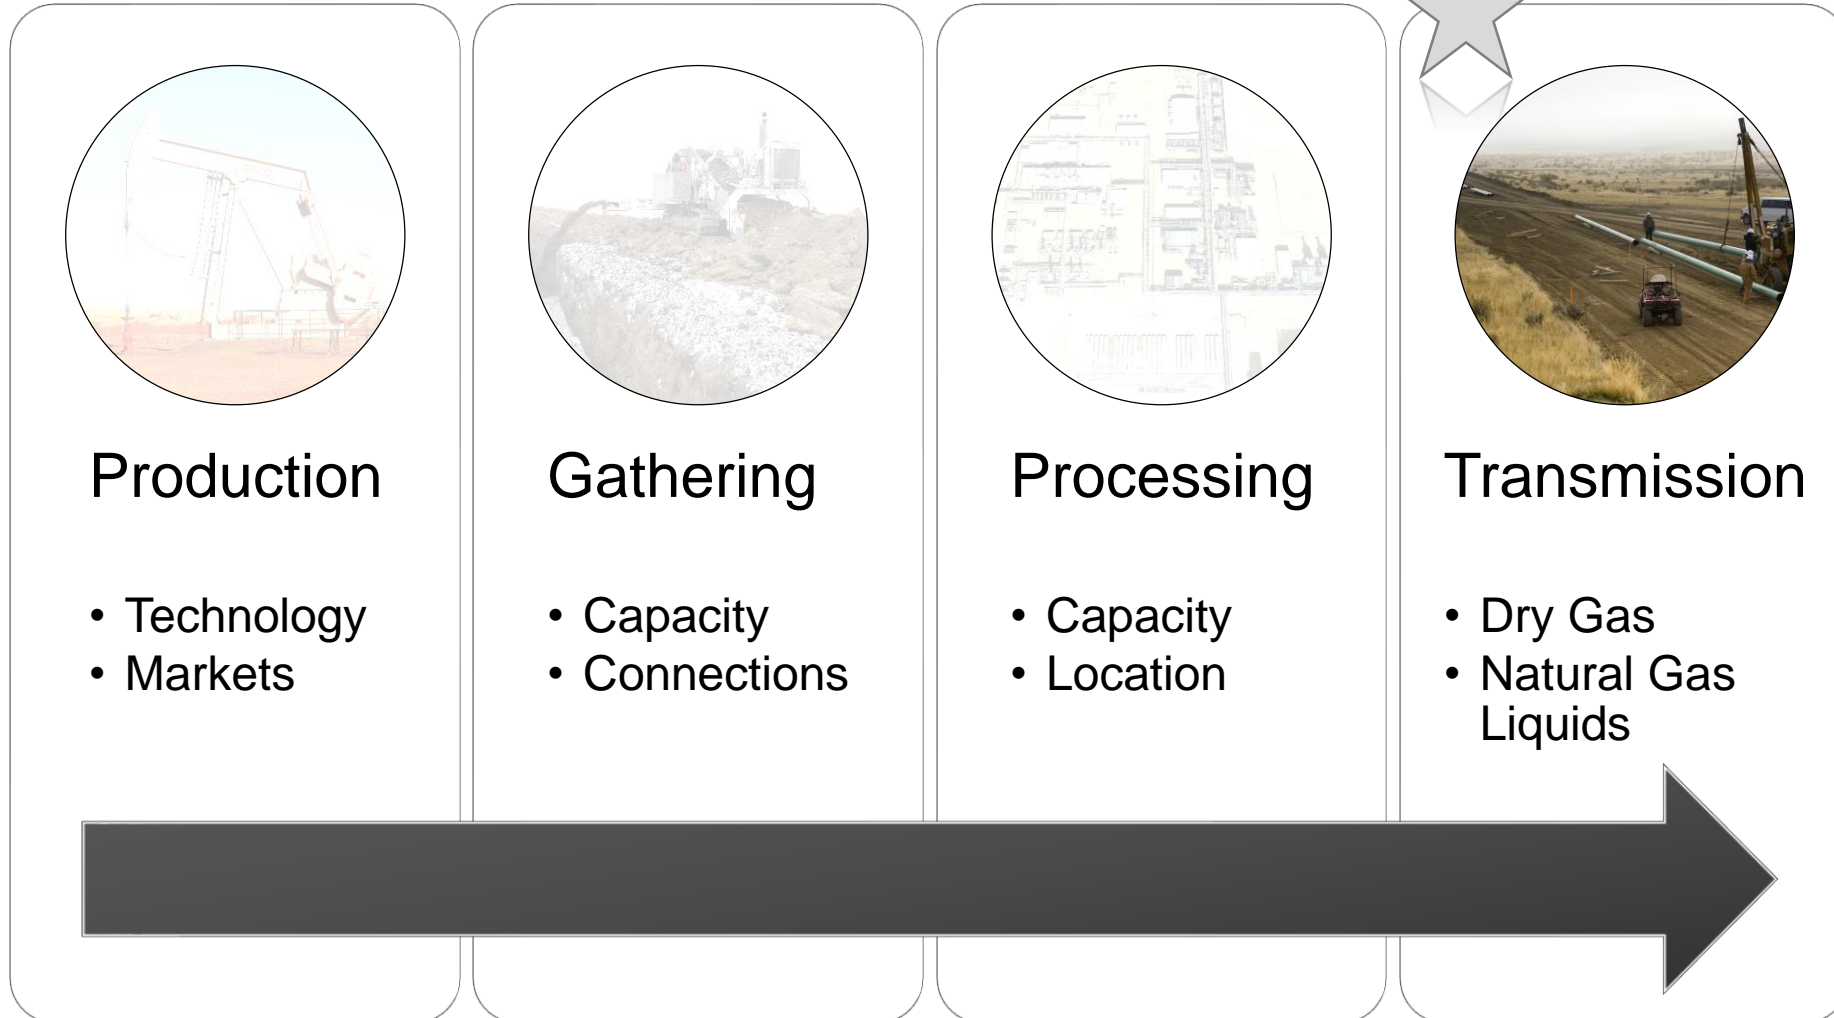 Production
• Technology
• Markets
Gathering
• Capacity
• Connections
Processing
• Capacity
• Location
Transmission
• Dry Gas
• Natural Gas
Liquids